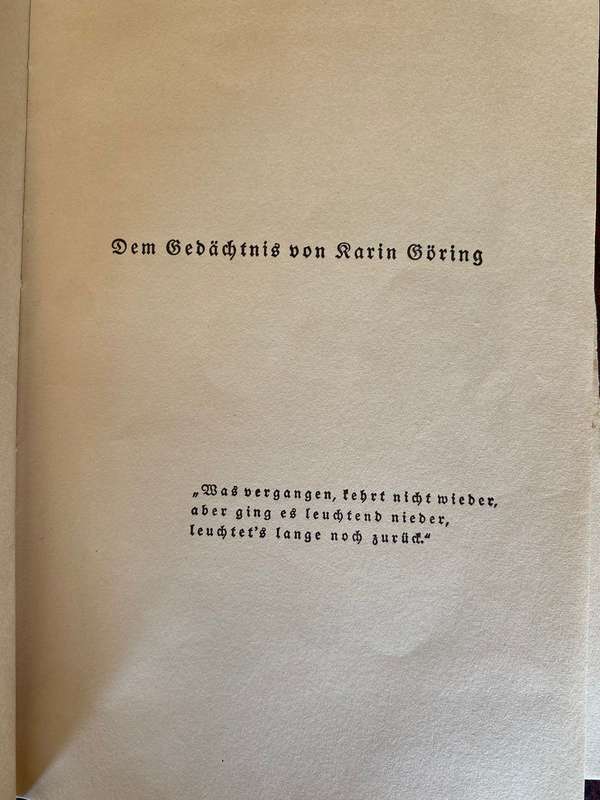 Dem Gedächtnis von Karin Göring
„Was vergangen, kehrt nicht wieder,
aber ging es leuchtend nieder,
leuchtet's lange noch zurück.“